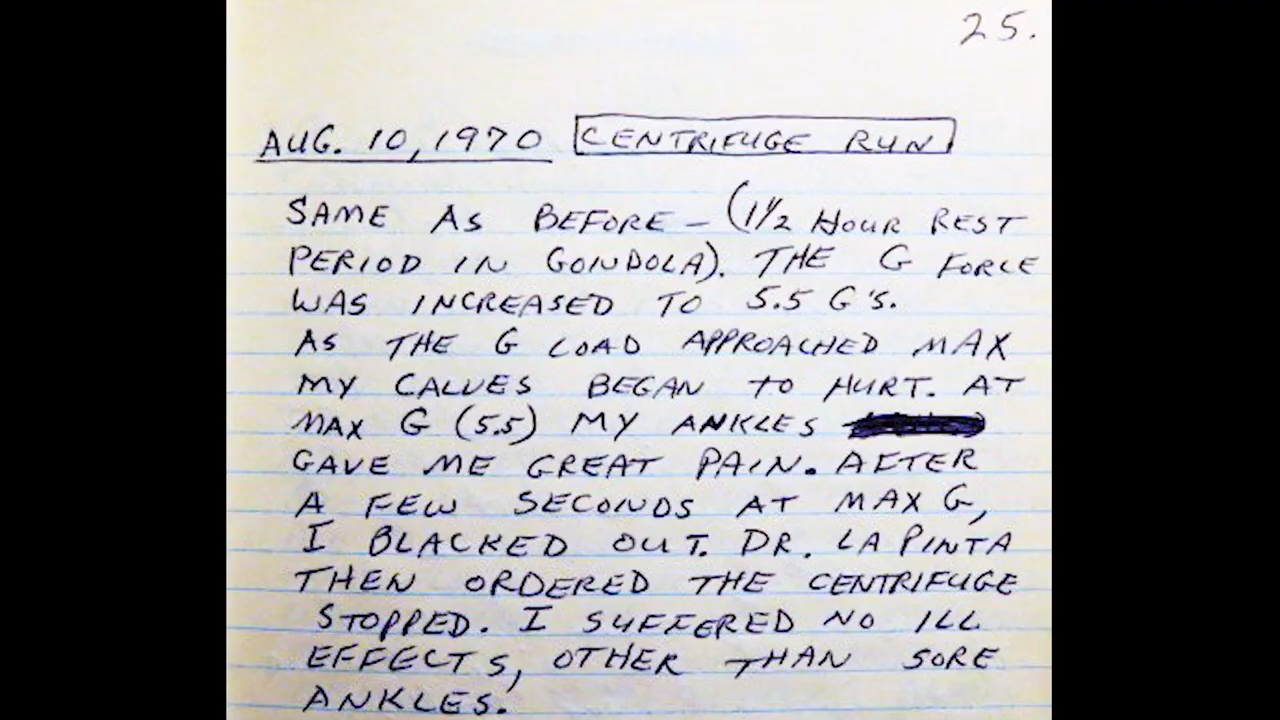 25.
AUG. 10, 1970 CENTRIFUGE RUN
SAME AS BEFORE – (1 1/2 HOUR REST
PERIOD IN GONDOLA). THE G FORCE
WAS INCREASED TO 5.5 G'S.
AS THE G LOAD APPROACHED MAX
MY CALVES BEGAN TO HURT. AT
MAX G (5.5) MY ANKLES
GAVE ME GREAT PAIN. AFTER
A FEW SECONDS AT MAX G,
I BLACKED OUT. DR. LA PINTA
THEN ORDERED THE CENTRIFUGE
STOPPED. I SUFFERED NO ILL
EFFECTS, OTHER THAN SORE
ANKLES.